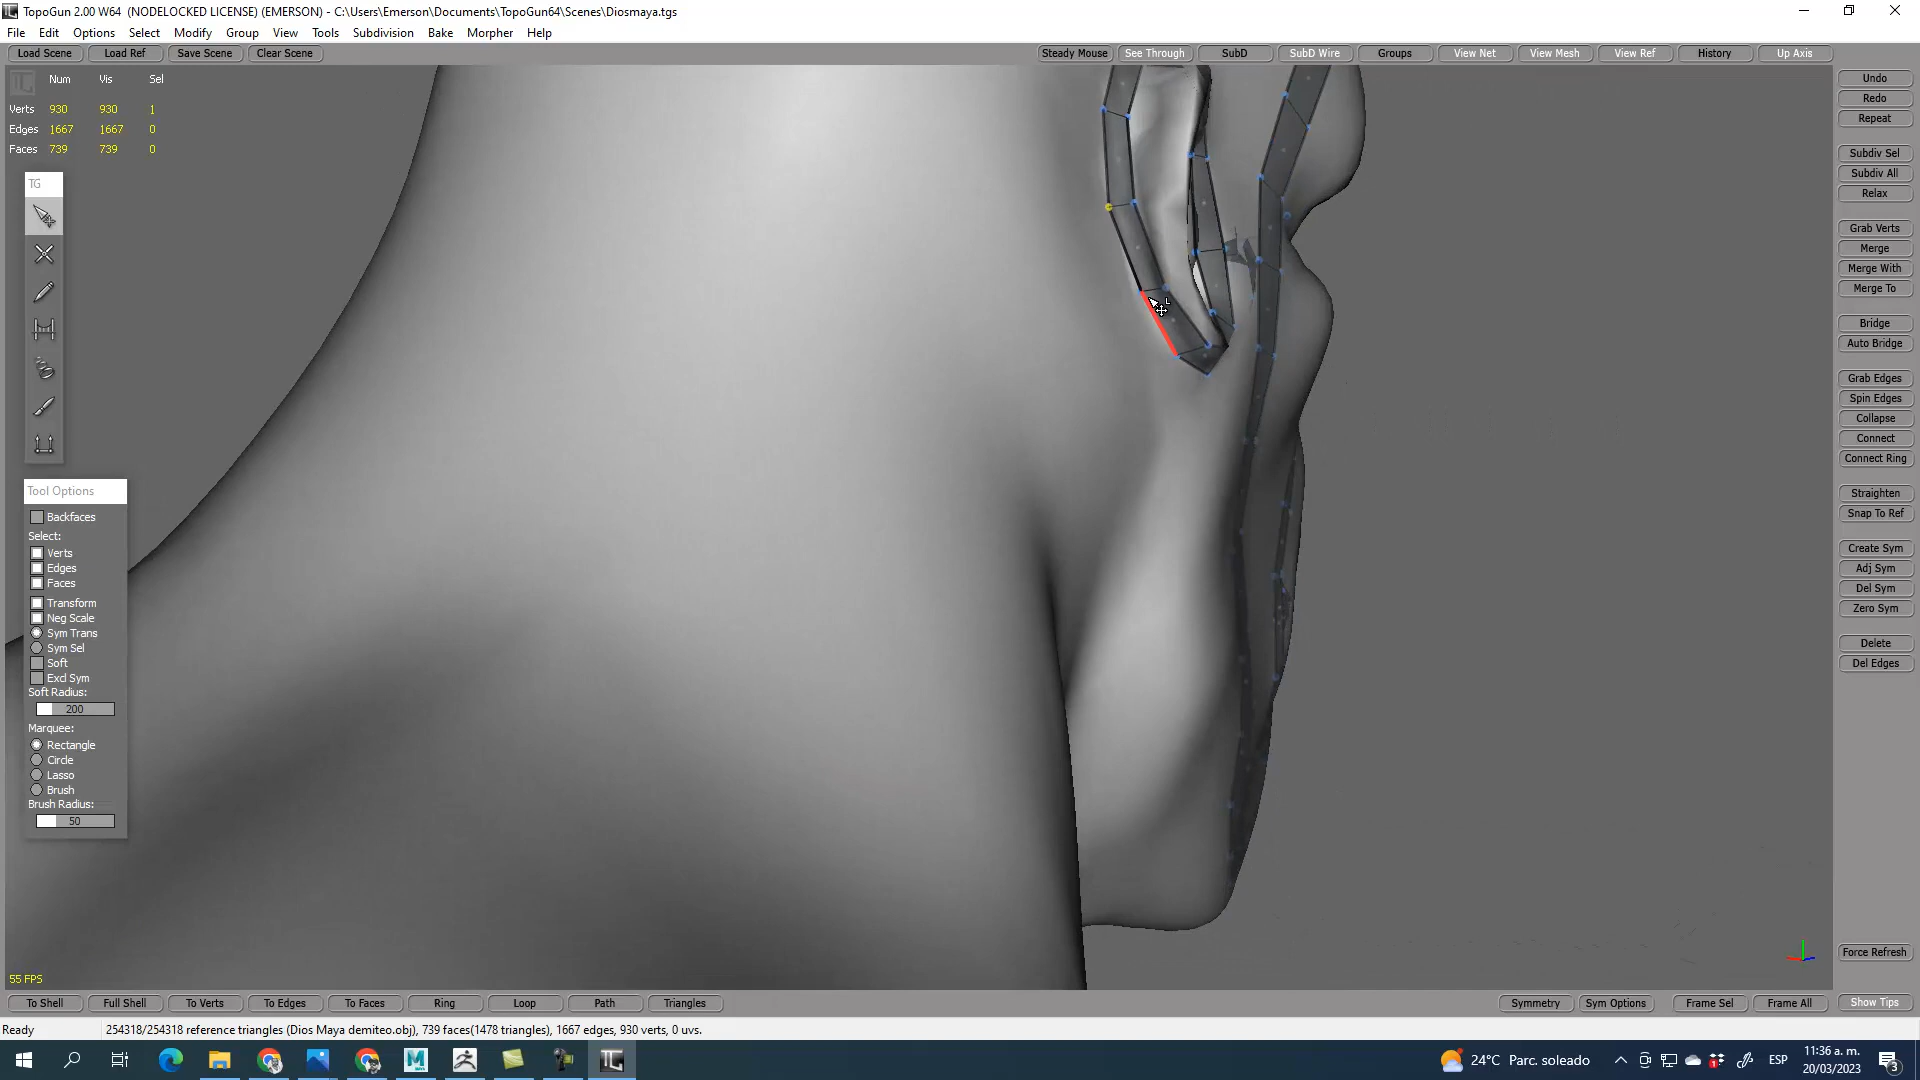 TopoGun 2.00 W64  (NODELOCKED LICENSE) (EMERSON) - C:\Users\Emerson\Documents\TopoGun64\Scenes\Diosmaya.tgs
File Edit Options Select Modify Group View Tools Subdivision Bake Morpher Help
Load Scene Load Ref Save Scene Clear Scene Steady Mouse See Through SubD SubD Wire Groups View Net View Mesh View Ref History Up Axis
Num Vis Sel
Verts 930 930 1
Edges 1667 1667 0
Faces 739 739 0
TG
Tool Options
Backfaces
Select:
Verts
Edges
Faces
Transform
Neg Scale
Sym Trans
Sym Sel
Soft
Excl Sym
Soft Radius:
200
Marquee:
Rectangle
Circle
Lasso
Brush
Brush Radius:
50
55 FPS
Undo
Redo
Repeat
Subdiv Sel
Subdiv All
Relax
Grab Verts
Merge
Merge With
Merge To
Bridge
Auto Bridge
Grab Edges
Spin Edges
Collapse
Connect
Connect Ring
Straighten
Snap To Ref
Create Sym
Adj Sym
Del Sym
Zero Sym
Delete
Del Edges
Force Refresh
Show Tips
To Shell Full Shell To Verts To Edges To Faces Ring Loop Path Triangles Symmetry Sym Options Frame Sel Frame All
Ready 254318/254318 reference triangles (Dios Maya demiteo.obj), 739 faces(1478 triangles), 1667 edges, 930 verts, 0 uvs.
24°C Parc. soleado ESP 11:36 a. m.
20/03/2023
3